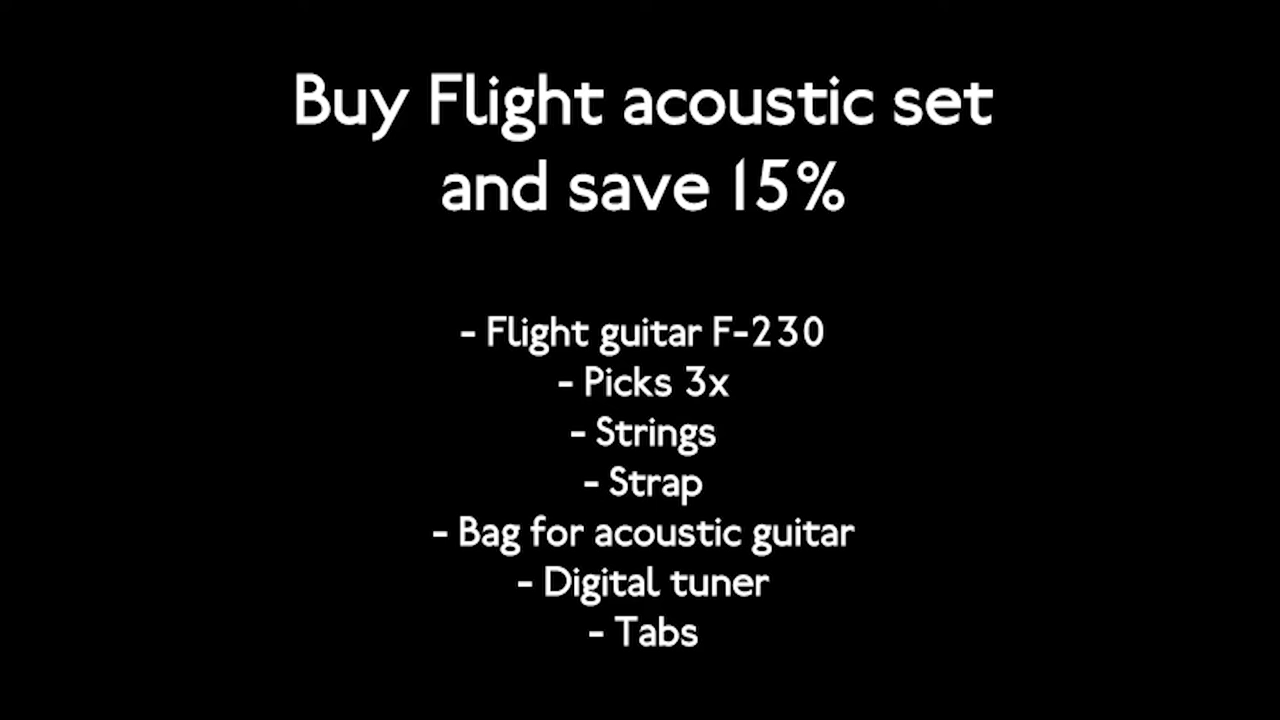 Buy Flight acoustic set
and save 15%
- Flight guitar F-230
- Picks 3x
- Strings
- Strap
- Bag for acoustic guitar
- Digital tuner
- Tabs